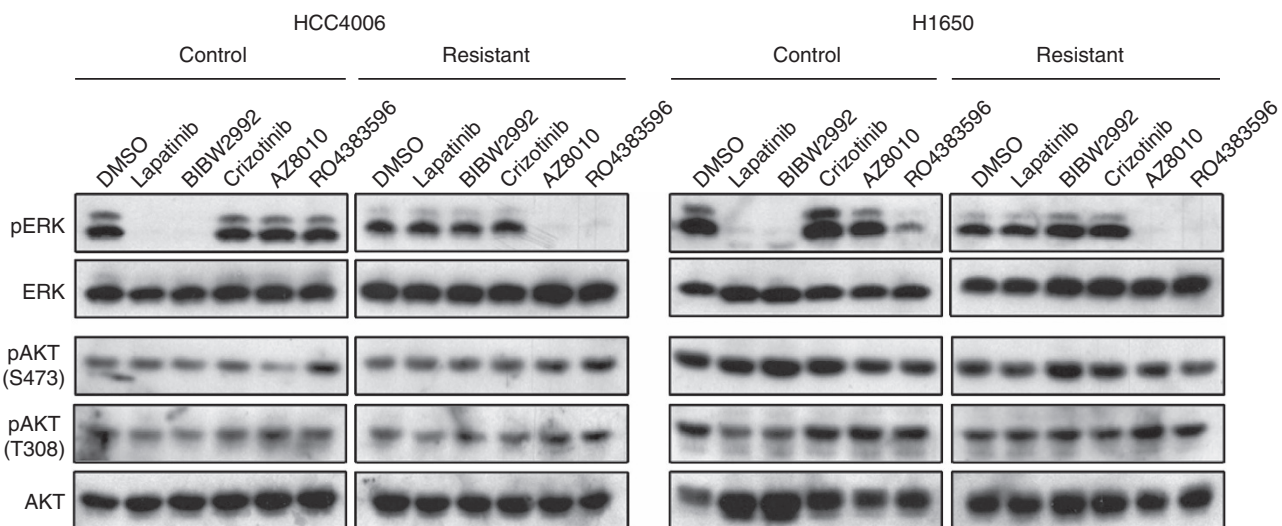 HCC4006 H1650
Control Resistant Control Resistant
DMSO Lapatinib BIBW2992 Crizotinib AZ8010 RO4383596 DMSO Lapatinib BIBW2992 Crizotinib AZ8010 RO4383596 DMSO Lapatinib BIBW2992 Crizotinib AZ8010 RO4383596 DMSO Lapatinib BIBW2992 Crizotinib AZ8010 RO4383596
pERK
ERK
pAKT
(S473)
pAKT
(T308)
AKT